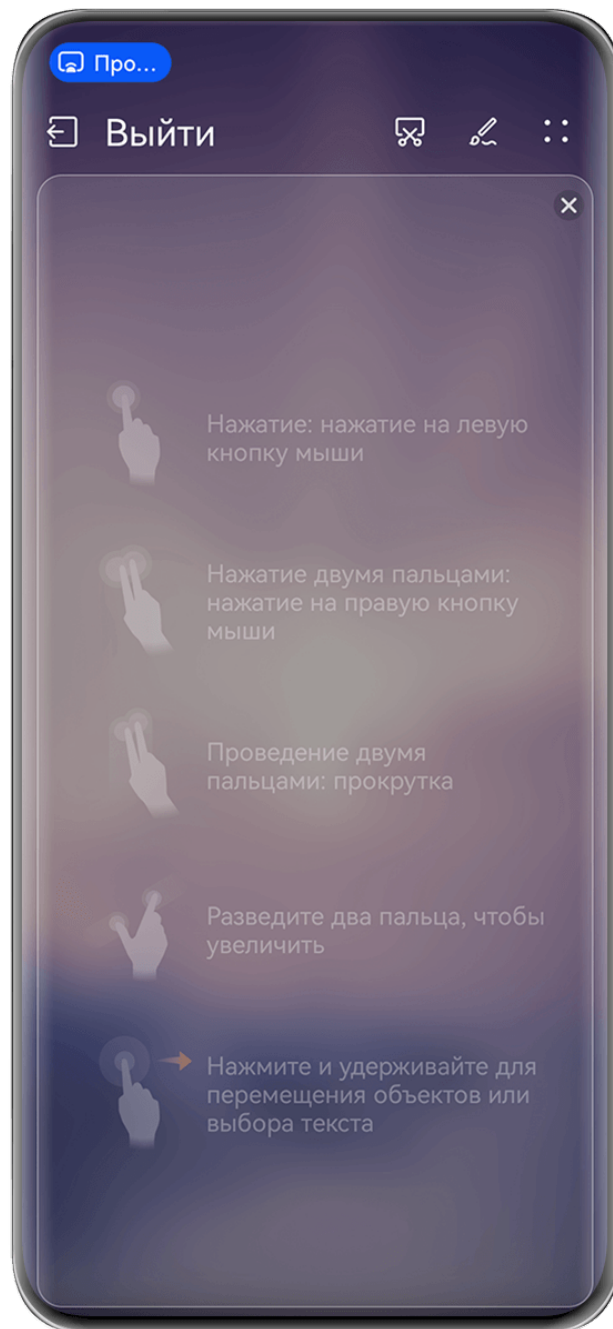 Про...
Выйти
Нажатие: нажатие на левую
кнопку мыши
Нажатие двумя пальцами:
нажатие на правую кнопку
мыши
Проведение двумя
пальцами: прокрутка
Разведите два пальца, чтобы
увеличить
Нажмите и удерживайте для
перемещения объектов или
выбора текста